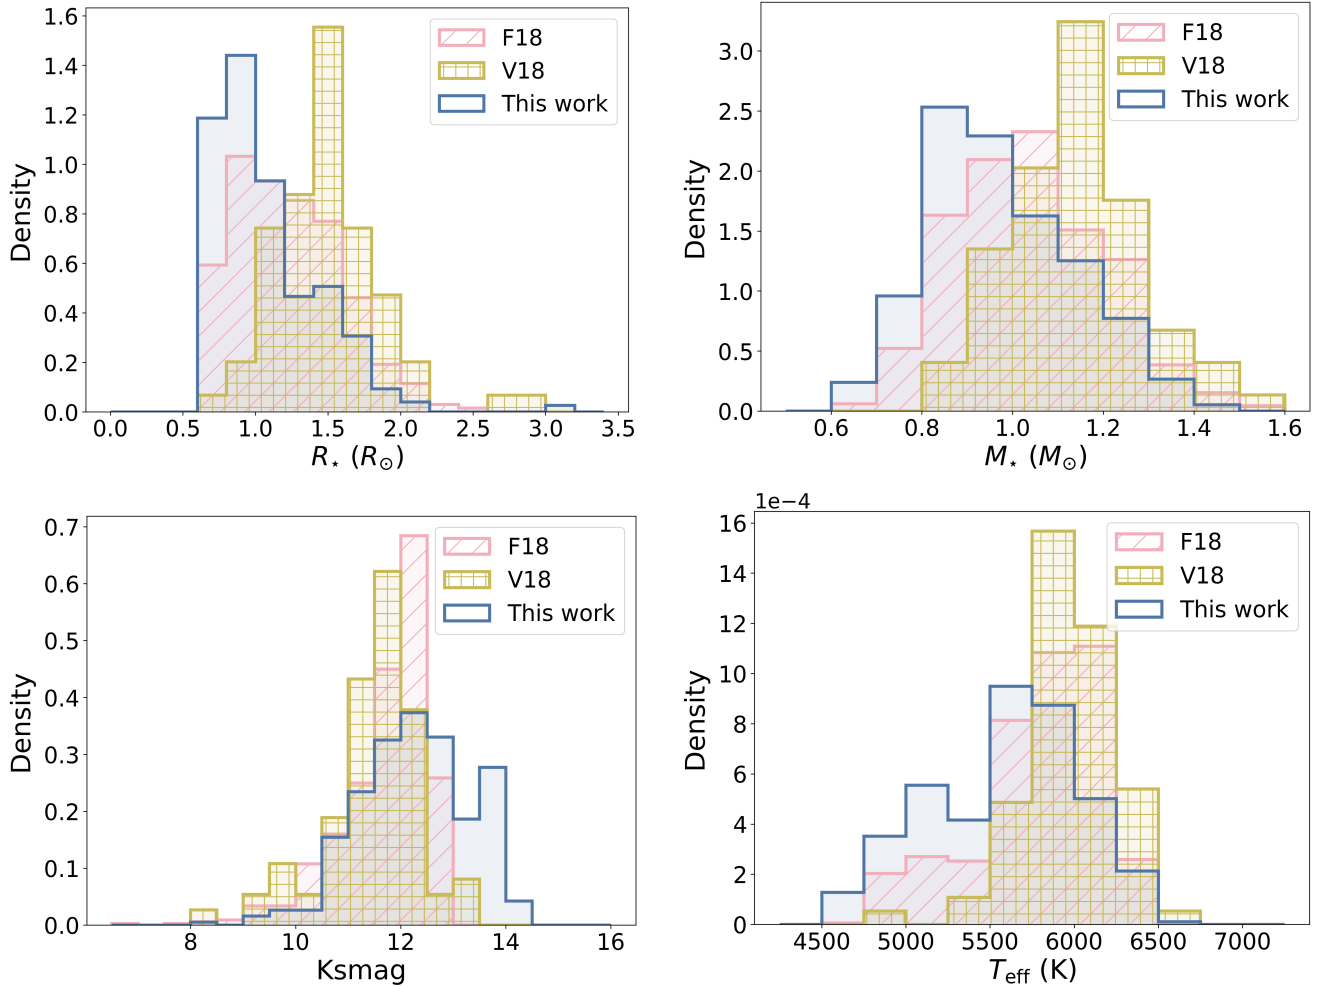 1.6
1.4
1.2
1.0
0.8
0.6
0.4
0.2
0.0
Density
0.0 0.5 1.0 1.5 2.0 2.5 3.0 3.5
R⋆ (R⊙)
F18
V18
This work
3.0
2.5
2.0
1.5
1.0
0.5
0.0
Density
0.6 0.8 1.0 1.2 1.4 1.6
M⋆ (M⊙)
F18
V18
This work
0.7
0.6
0.5
0.4
0.3
0.2
0.1
0.0
Density
8 10 12 14 16
Ksmag
F18
V18
This work
1e−4
16
14
12
10
8
6
4
2
0
Density
4500 5000 5500 6000 6500 7000
Teff (K)
F18
V18
This work